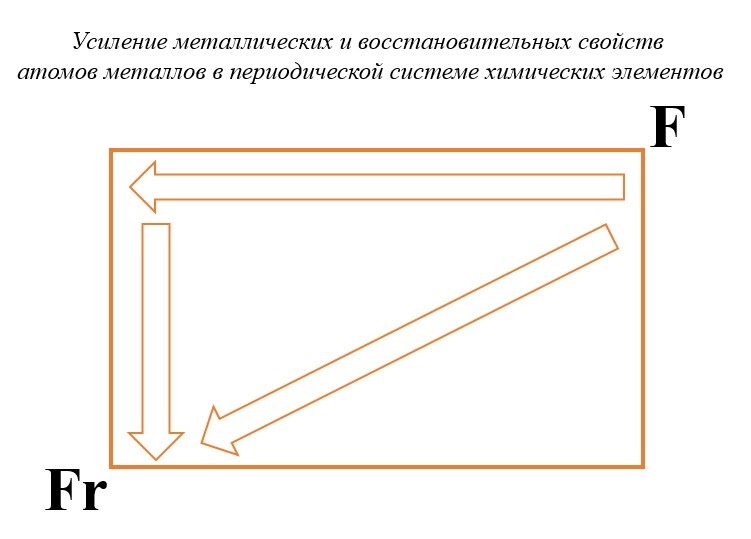 Усиление металлических и восстановительных свойств
атомов металлов в периодической системе химических элементов
F
Fr